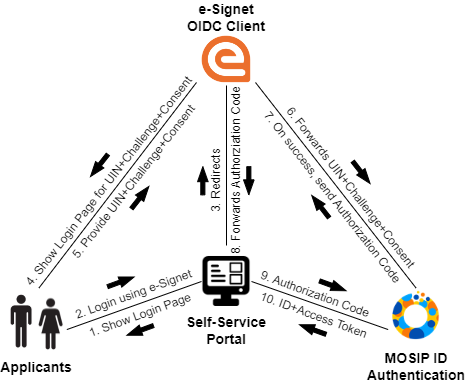 e-Signet
OIDC Client
4. Show Login Page for UIN+Challenge+Consent
5. Provide UIN+Challenge+Consent
3. Redirects
8. Forwards Authorziation Code
6. Forwards UIN+Challenge+Consent
7. On success, send Authorization Code
2. Login using e-Signet
1. Show Login Page
9. Authorization Code
10. ID+Access Token
Applicants
Self-Service
Portal
MOSIP ID
Authentication